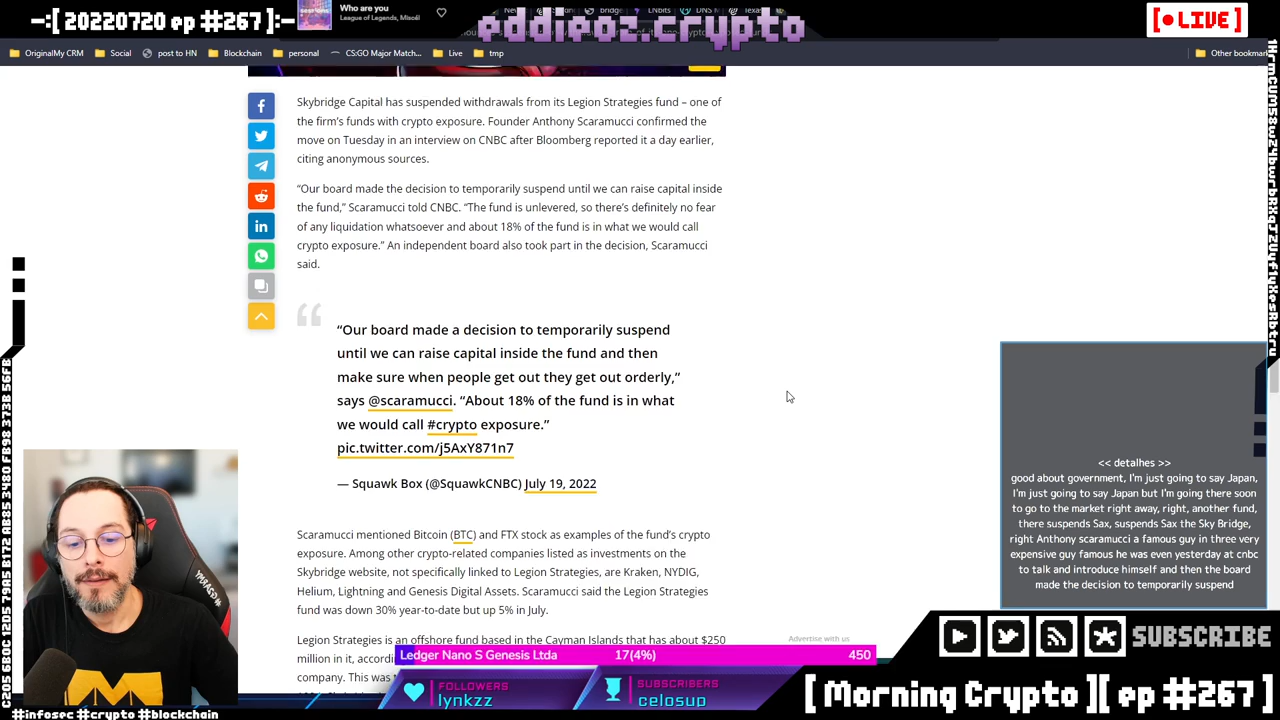 -:[ 20220720 ep #267]:-
Who are you
League of Legends, Misoél
eddieoz.crypto
[● LIVE]
OriginalMy CRM
Social
post to HN
Blockchain
personal
CS:GO Major Match...
Live
tmp
Other bookmar
Skybridge Capital has suspended withdrawals from its Legion Strategies fund – one of
the firm's funds with crypto exposure. Founder Anthony Scaramucci confirmed the
move on Tuesday in an interview on CNBC after Bloomberg reported it a day earlier,
citing anonymous sources.
“Our board made the decision to temporarily suspend until we can raise capital inside
the fund,” Scaramucci told CNBC. “The fund is unlevered, so there’s definitely no fear
of any liquidation whatsoever and about 18% of the fund is in what we would call
crypto exposure.” An independent board also took part in the decision, Scaramucci
said.
“Our board made a decision to temporarily suspend
until we can raise capital inside the fund and then
make sure when people get out they get out orderly,”
says @scaramucci. “About 18% of the fund is in what
we would call #crypto exposure.”
pic.twitter.com/j5AxY871n7
— Squawk Box (@SquawkCNBC) July 19, 2022
Scaramucci mentioned Bitcoin (BTC) and FTX stock as examples of the fund’s crypto
exposure. Among other crypto-related companies listed as investments on the
Skybridge website, not specifically linked to Legion Strategies, are Kraken, NYDIG,
Helium, Lightning and Genesis Digital Assets. Scaramucci said the Legion Strategies
fund was down 30% year-to-date but up 5% in July.
Legion Strategies is an offshore fund based in the Cayman Islands that has about $250
million in it, accordi
company. This was
Advertise with us
<< detalhes >>
good about government, I'm just going to say Japan,
I'm just going to say Japan but I'm going there soon
to go to the market right away, right, another fund,
there suspends Sax, suspends Sax the Sky Bridge,
right Anthony scaramucci a famous guy in three very
expensive guy famous he was even yesterday at cnbc
to talk and introduce himself and then the board
made the decision to temporarily suspend
Ledger Nano S Genesis Ltda 17(4%) 450
FOLLOWERS
lynkzz
SUBSCRIBERS
celosup
SUBSCRIBE
[ Morning Crypto ][ ep #267 ]
#infosec #crypto #blockchain